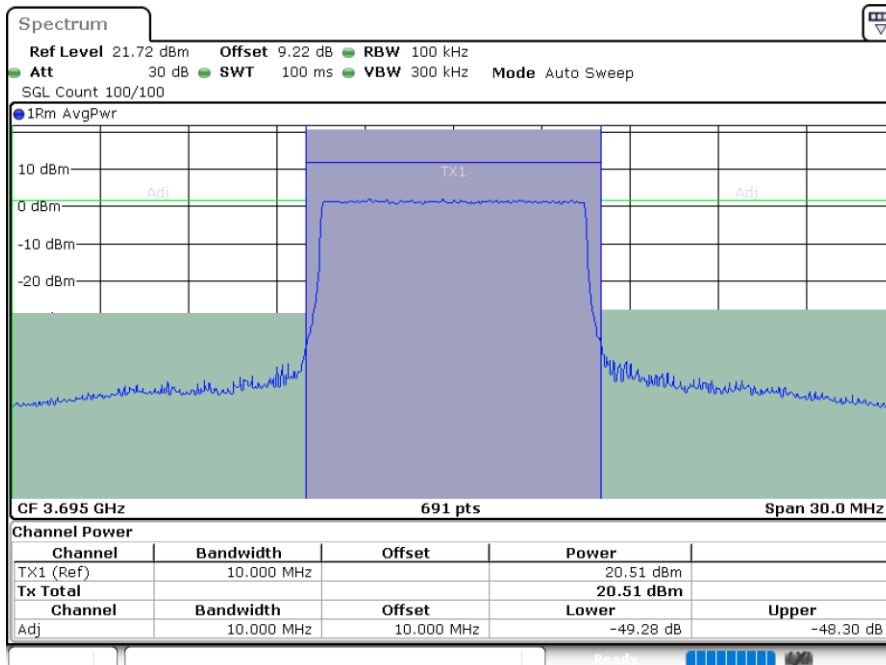 Spectrum
Ref Level 21.72 dBm Offset 9.22 dB RBW 100 kHz
Att 30 dB SWT 100 ms VBW 300 kHz Mode Auto Sweep
SGL Count 100/100
1Rm AvgPwr
10 dBm
TX1
Adj Adj
0 dBm
-10 dBm
-20 dBm
CF 3.695 GHz 691 pts Span 30.0 MHz
Channel Power
Channel Bandwidth Offset Power
TX1 (Ref) 10.000 MHz 20.51 dBm
Tx Total 20.51 dBm
Channel Bandwidth Offset Lower Upper
Adj 10.000 MHz 10.000 MHz -49.28 dB -48.30 dB
Ready